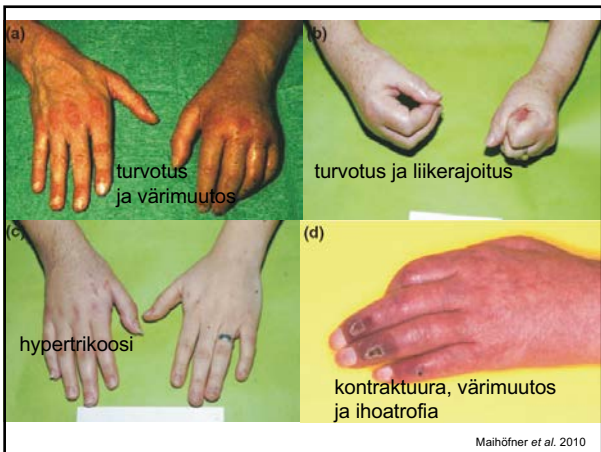 (a)
turvotus
ja värimuutos
(b)
turvotus ja liikerajoitus
(c)
hypertrikoosi
(d)
kontraktuura, värimuutos
ja ihoatrofia
Maihöfner et al. 2010